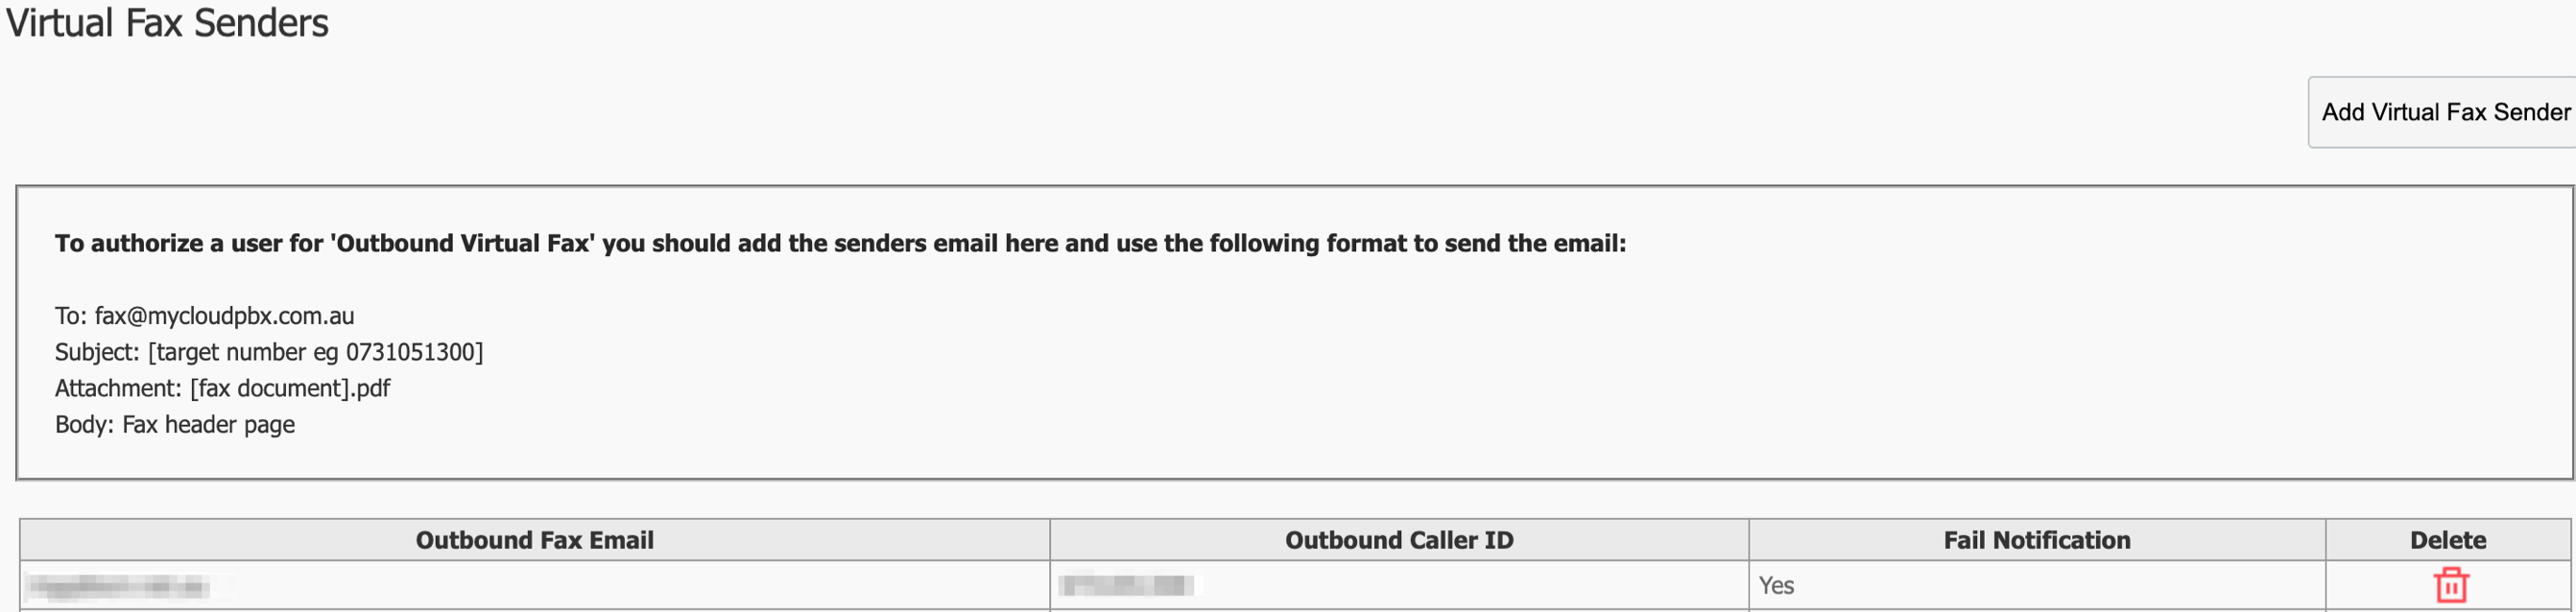 Virtual Fax Senders
Add Virtual Fax Sender
To authorize a user for 'Outbound Virtual Fax' you should add the senders email here and use the following format to send the email:
To: fax@mycloudpbx.com.au
Subject: [target number eg 0731051300]
Attachment: [fax document].pdf
Body: Fax header page
Outbound Fax Email Outbound Caller ID Fail Notification Delete
Yes